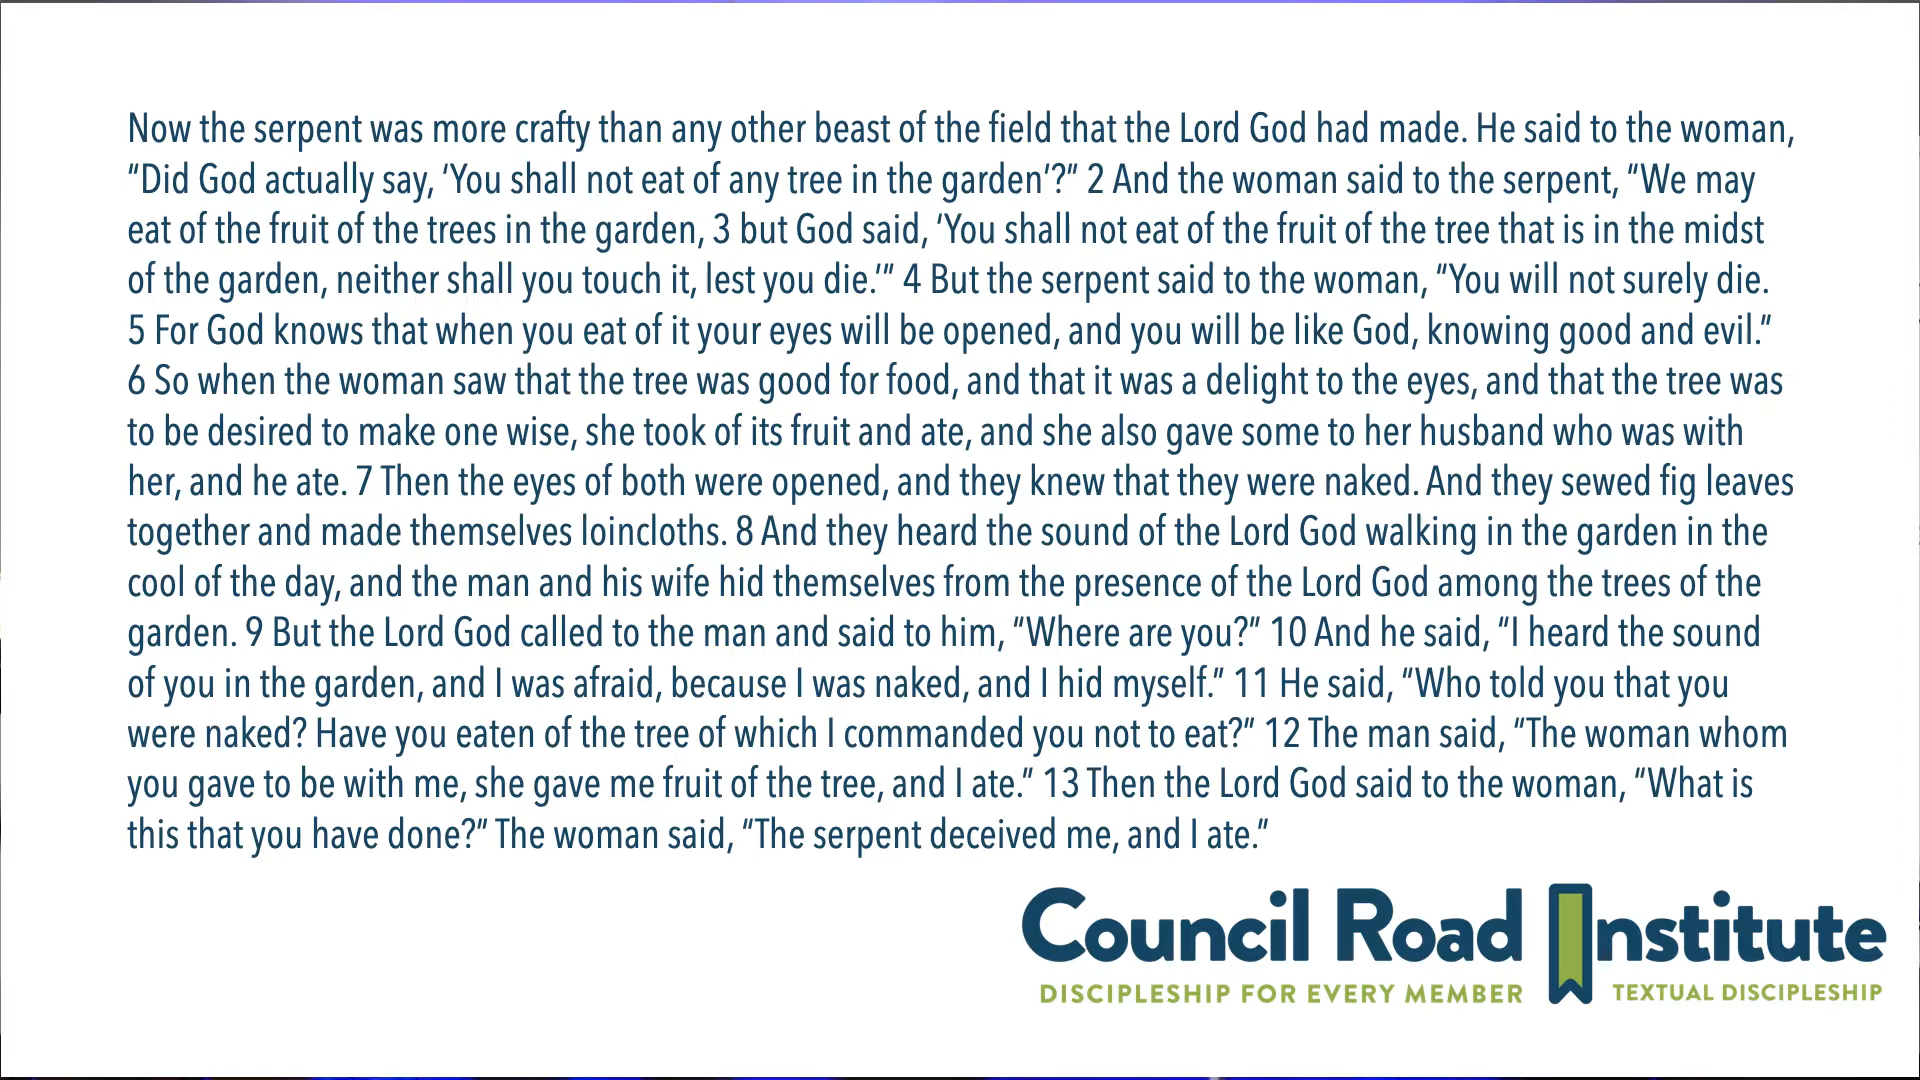 Now the serpent was more crafty than any other beast of the field that the Lord God had made. He said to the woman,
“Did God actually say, ‘You shall not eat of any tree in the garden’?” 2 And the woman said to the serpent, “We may
eat of the fruit of the trees in the garden, 3 but God said, ‘You shall not eat of the fruit of the tree that is in the midst
of the garden, neither shall you touch it, lest you die.’” 4 But the serpent said to the woman, “You will not surely die.
5 For God knows that when you eat of it your eyes will be opened, and you will be like God, knowing good and evil.”
6 So when the woman saw that the tree was good for food, and that it was a delight to the eyes, and that the tree was
to be desired to make one wise, she took of its fruit and ate, and she also gave some to her husband who was with
her, and he ate. 7 Then the eyes of both were opened, and they knew that they were naked. And they sewed fig leaves
together and made themselves loincloths. 8 And they heard the sound of the Lord God walking in the garden in the
cool of the day, and the man and his wife hid themselves from the presence of the Lord God among the trees of the
garden. 9 But the Lord God called to the man and said to him, “Where are you?” 10 And he said, “I heard the sound
of you in the garden, and I was afraid, because I was naked, and I hid myself.” 11 He said, “Who told you that you
were naked? Have you eaten of the tree of which I commanded you not to eat?” 12 The man said, “The woman whom
you gave to be with me, she gave me fruit of the tree, and I ate.” 13 Then the Lord God said to the woman, “What is
this that you have done?” The woman said, “The serpent deceived me, and I ate.”
Council Road Institute
DISCIPLESHIP FOR EVERY MEMBER TEXTUAL DISCIPLESHIP